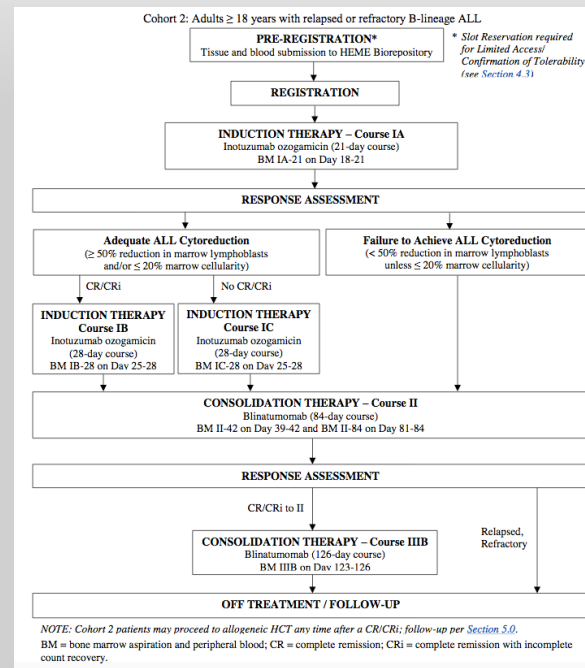 Cohort 2: Adults ≥ 18 years with relapsed or refractory B-lineage ALL
PRE-REGISTRATION*
Tissue and blood submission to HEME Biorepository
* Slot Reservation required
for Limited Access/
Confirmation of Tolerability
(see Section 4.3)
REGISTRATION
INDUCTION THERAPY – Course IA
Inotuzumab ozogamicin (21-day course)
BM IA-21 on Day 18-21
RESPONSE ASSESSMENT
Adequate ALL Cytoreduction
(≥ 50% reduction in marrow lymphoblasts
and/or ≤ 20% marrow cellularity)
Failure to Achieve ALL Cytoreduction
(< 50% reduction in marrow lymphoblasts
unless ≤ 20% marrow cellularity)
CR/CRi
No CR/CRi
INDUCTION THERAPY
Course IB
Inotuzumab ozogamicin
(28-day course)
BM IB-28 on Day 25-28
INDUCTION THERAPY
Course IC
Inotuzumab ozogamicin
(28-day course)
BM IC-28 on Day 25-28
CONSOLIDATION THERAPY – Course II
Blinatumomab (84-day course)
BM II-42 on Day 39-42 and BM II-84 on Day 81-84
RESPONSE ASSESSMENT
CR/CRi to II
Relapsed,
Refractory
CONSOLIDATION THERAPY – Course IIIB
Blinatumomab (126-day course)
BM IIIB on Day 123-126
OFF TREATMENT / FOLLOW-UP
NOTE: Cohort 2 patients may proceed to allogeneic HCT any time after a CR/CRi; follow-up per Section 5.0.
BM = bone marrow aspiration and peripheral blood; CR = complete remission; CRi = complete remission with incomplete
count recovery.